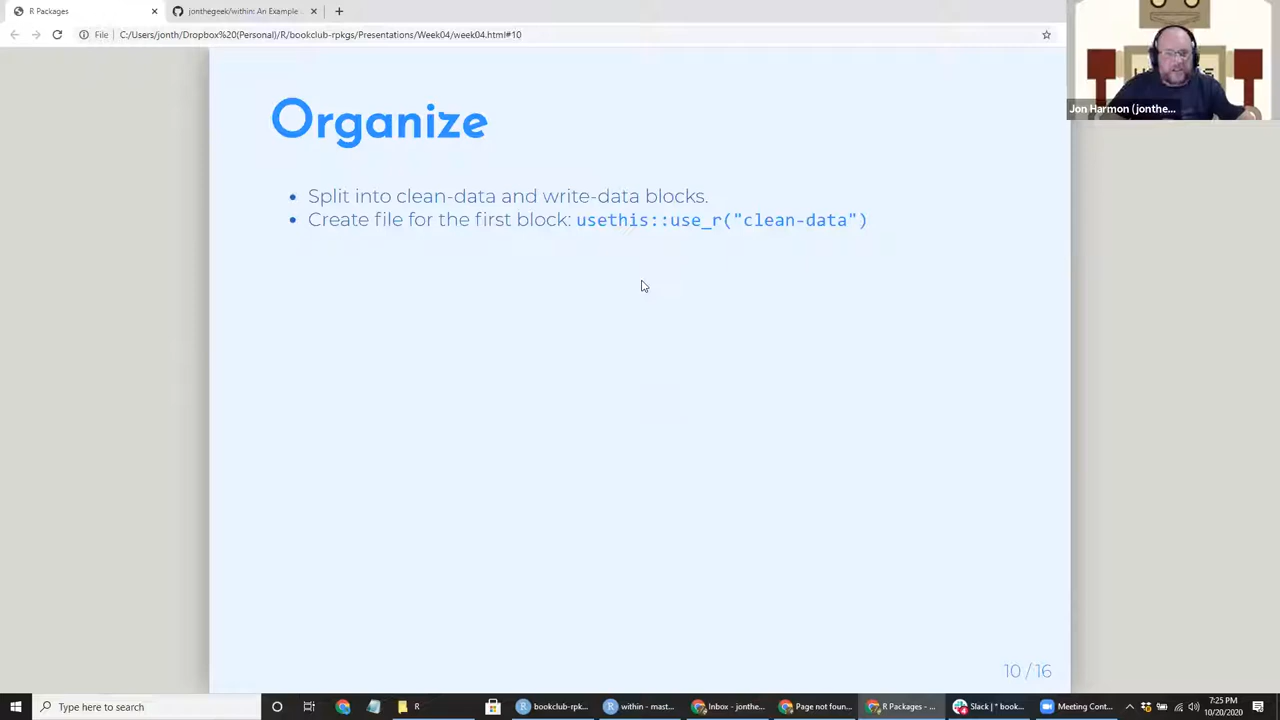 R Packages
jonthegeek/within: An Example
File
C:/Users/jonth/Dropbox%20(Personal)/R/bookclub-rpkgs/Presentations/Week04/week04.html#10
Jon Harmon (jonthe...
Organize
Split into clean-data and write-data blocks.
Create file for the first block: usethis::use_r("clean-data")
10 / 16
Type here to search
R
bookclub-rpk...
within - mast...
Inbox - jonthe...
Page not foun...
R Packages - ...
Slack | * book...
Meeting Cont...
7:25 PM
10/20/2020